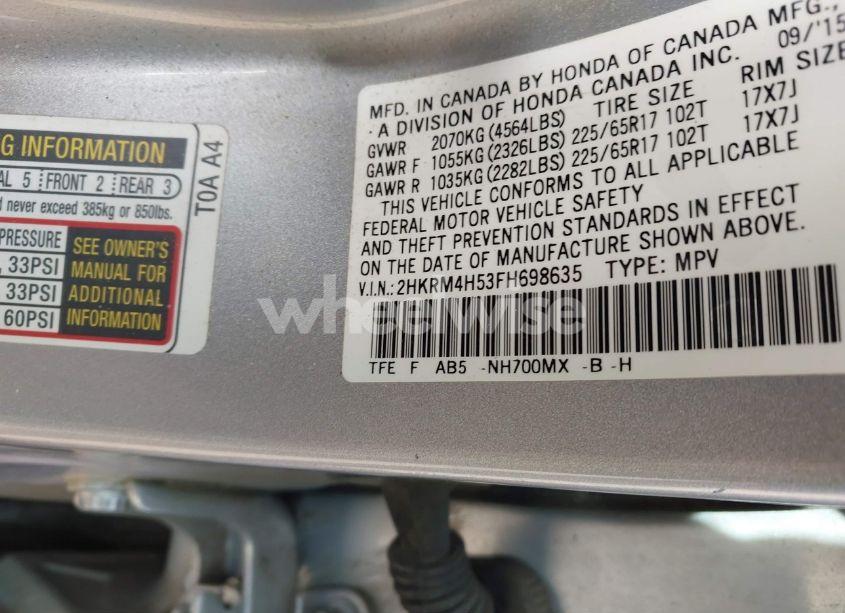 MFD. IN CANADA BY HONDA OF CANADA MFG.,
A DIVISION OF HONDA CANADA INC. 09/'15
GVWR 2070KG (4564LBS) TIRE SIZE RIM SIZE
GAWR F 1055KG (2326LBS) 225/65R17 102T 17X7J
GAWR R 1035KG (2282LBS) 225/65R17 102T 17X7J
THIS VEHICLE CONFORMS TO ALL APPLICABLE
FEDERAL MOTOR VEHICLE SAFETY
AND THEFT PREVENTION STANDARDS IN EFFECT
ON THE DATE OF MANUFACTURE SHOWN ABOVE.
V.I.N.: 2HKRM4H53FH698635 TYPE: MPV
TFE F AB5 -NH700MX -B -H
INFORMATION
5 FRONT 2 REAR 3
never exceed 385kg or 850lbs.
PRESSURE
33PSI
33PSI
60PSI
SEE OWNER'S
MANUAL FOR
ADDITIONAL
INFORMATION
T0A A4
wheelwise